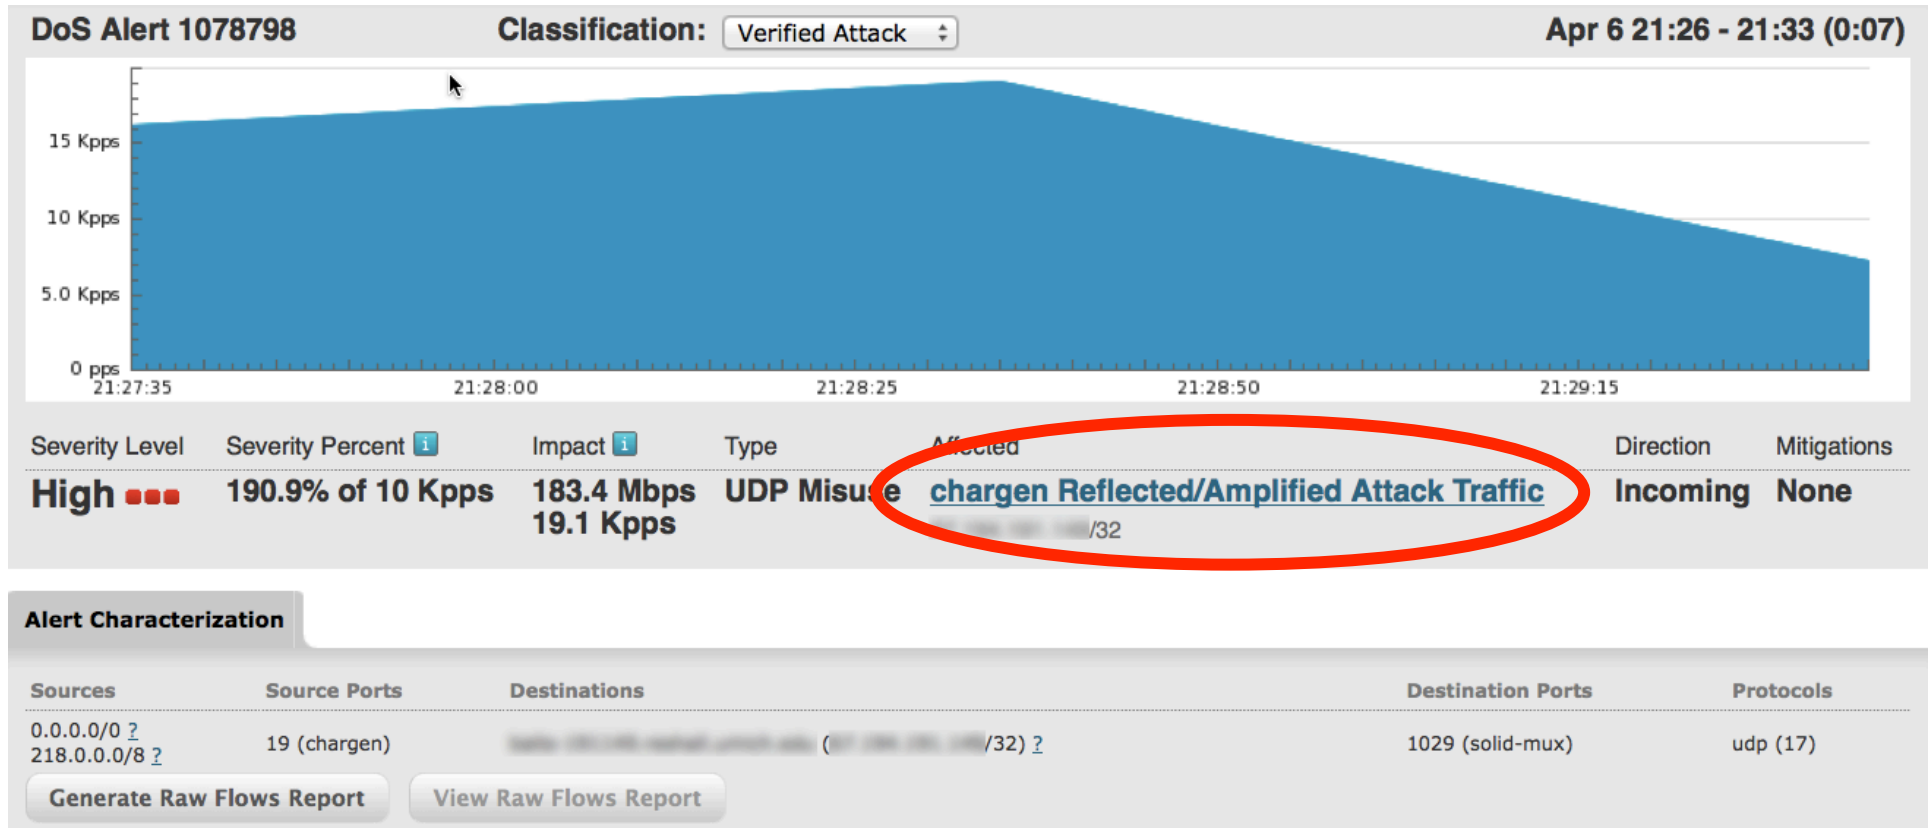 DoS Alert 1078798 Classification: Verified Attack Apr 6 21:26 - 21:33 (0:07)
15 Kpps
10 Kpps
5.0 Kpps
0 pps
21:27:35 21:28:00 21:28:25 21:28:50 21:29:15
Severity Level Severity Percent i Impact i Type Affected Direction Mitigations
High 190.9% of 10 Kpps 183.4 Mbps UDP Misuse chargen Reflected/Amplified Attack Traffic Incoming None
19.1 Kpps /32
Alert Characterization
Sources Source Ports Destinations Destination Ports Protocols
0.0.0.0/0 ?
218.0.0.0/8 ? 19 (chargen) ( /32) ? 1029 (solid-mux) udp (17)
Generate Raw Flows Report View Raw Flows Report